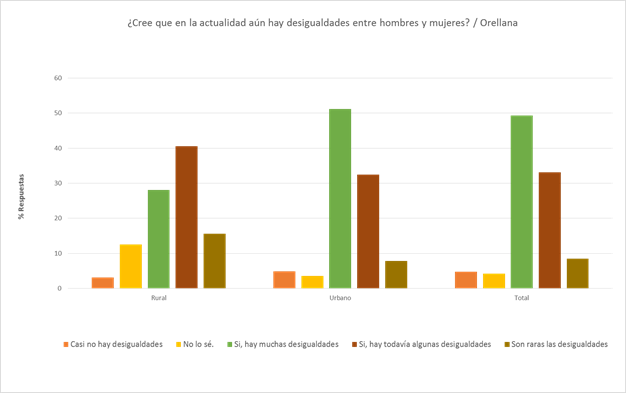 ¿Cree que en la actualidad aún hay desigualdades entre hombres y mujeres? / Orellana
60
50
40
30
20
10
0
% Respuestas
Rural Urbano Total
Casi no hay desigualdades No lo sé. Si, hay muchas desigualdades Si, hay todavía algunas desigualdades Son raras las desigualdades